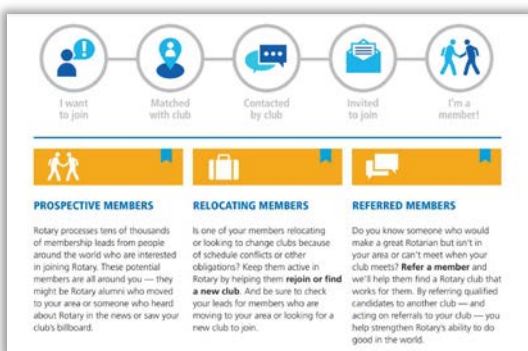 I want
to join
Matched
with club
Contacted
by club
Invited
to join
I'm a
member!
PROSPECTIVE MEMBERS
Rotary processes tens of thousands
of membership leads from people
around the world who are interested
in joining Rotary. These potential
members are all around you — they
might be Rotary alumni who moved
to your area or someone who heard
about Rotary in the news or saw your
club's billboard.
RELOCATING MEMBERS
Is one of your members relocating
or looking to change clubs because
of schedule conflicts or other
obligations? Keep them active in
Rotary by helping them rejoin or find
a new club. And be sure to check
your leads for members who are
moving to your area or looking for a
new club to join.
REFERRED MEMBERS
Do you know someone who would
make a great Rotarian but isn't in
your area or can't meet when your
club meets? Refer a member and
we'll help them find a Rotary club that
works for them. By referring qualified
candidates to another club — and
acting on referrals to your club — you
help strengthen Rotary's ability to do
good in the world.